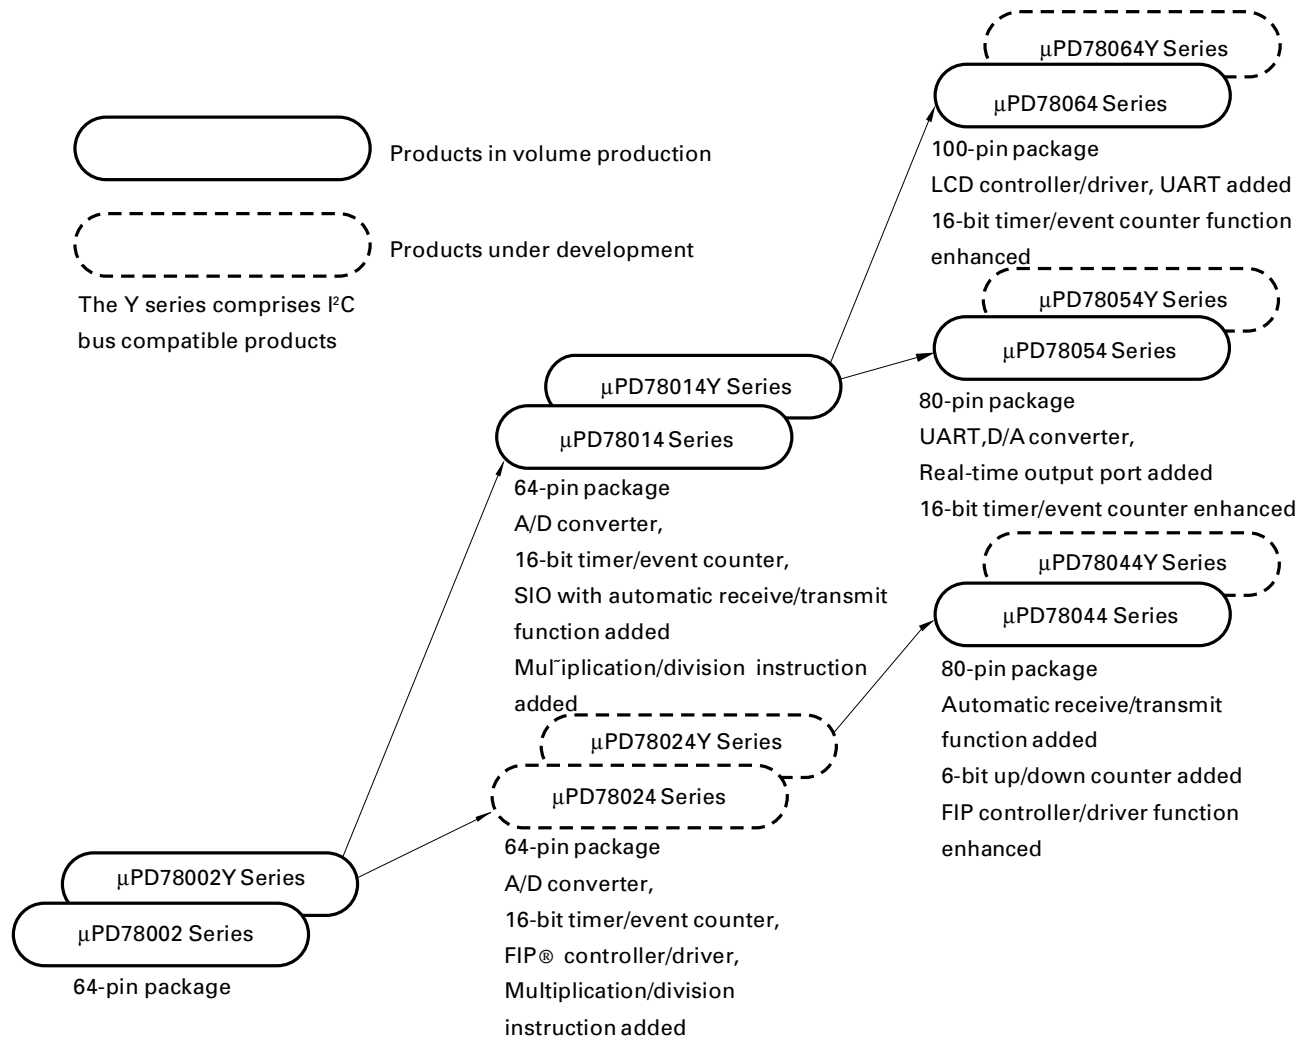 Products in volume production
Products under development
The Y series comprises I²C
bus compatible products
µPD78064Y Series
µPD78064 Series
100-pin package
LCD controller/driver, UART added
16-bit timer/event counter function
enhanced
µPD78054Y Series
µPD78054 Series
80-pin package
UART,D/A converter,
Real-time output port added
16-bit timer/event counter enhanced
µPD78014Y Series
µPD78014 Series
64-pin package
A/D converter,
16-bit timer/event counter,
SIO with automatic receive/transmit
function added
Mul˜iplication/division instruction
added
µPD78044Y Series
µPD78044 Series
80-pin package
Automatic receive/transmit
function added
6-bit up/down counter added
FIP controller/driver function
enhanced
µPD78024Y Series
µPD78024 Series
64-pin package
A/D converter,
16-bit timer/event counter,
FIP® controller/driver,
Multiplication/division
instruction added
µPD78002Y Series
µPD78002 Series
64-pin package